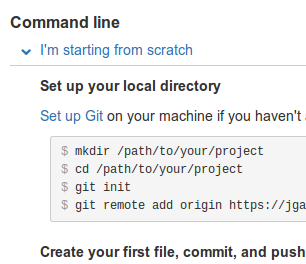 Command line
I'm starting from scratch
Set up your local directory
Set up Git on your machine if you haven't
$ mkdir /path/to/your/project
$ cd /path/to/your/project
$ git init
$ git remote add origin https://jga
Create your first file, commit, and push